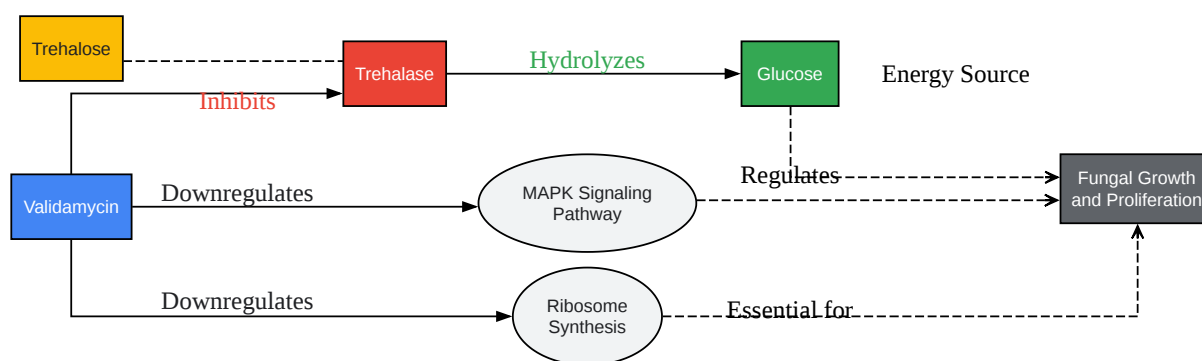 Trehalose
Trehalase
Hydrolyzes
Glucose
Energy Source
Inhibits
Validamycin
Downregulates
MAPK Signaling
Pathway
Regulates
Fungal Growth
and Proliferation
Downregulates
Ribosome
Synthesis
Essential for